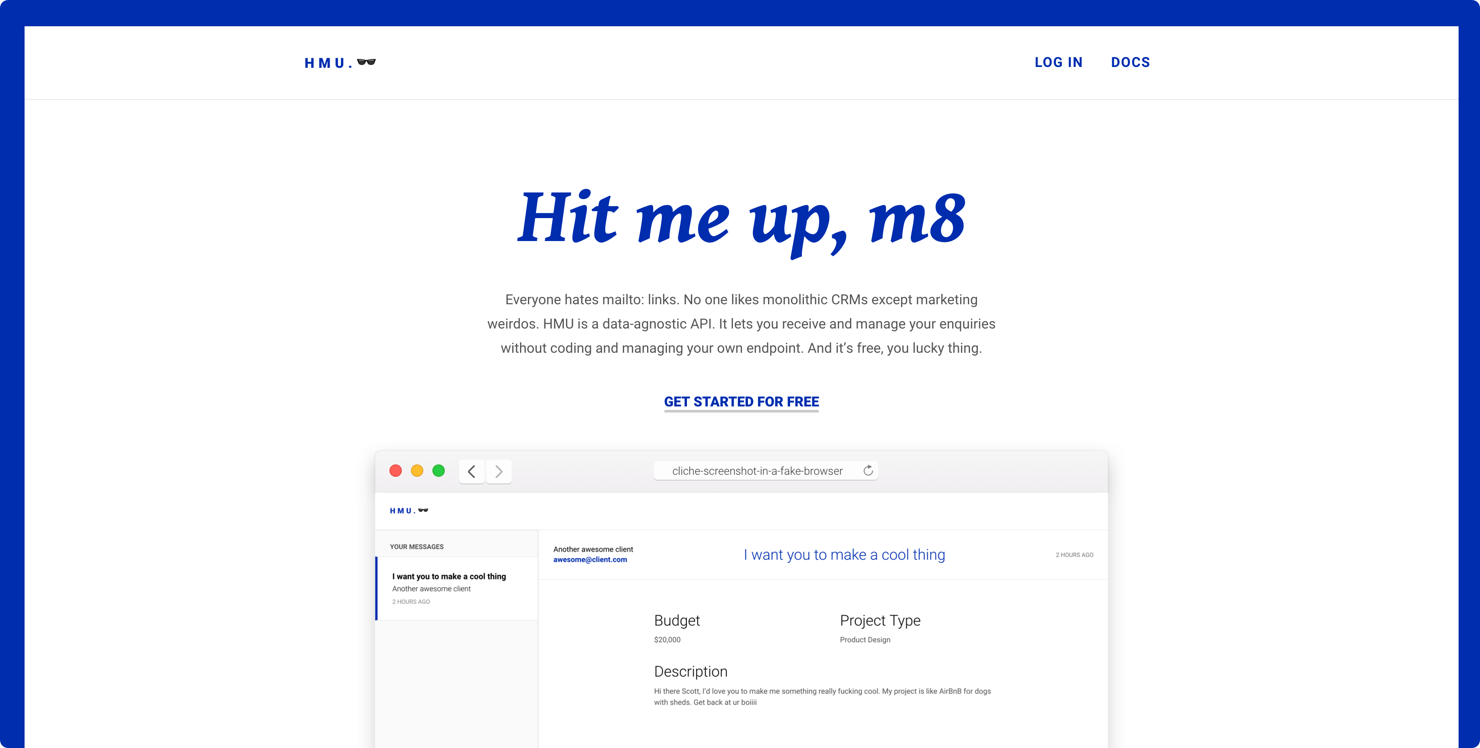 HMU.🕶
LOG IN
DOCS
Hit me up, m8
Everyone hates mailto: links. No one likes monolithic CRMs except marketing
weirdos. HMU is a data-agnostic API. It lets you receive and manage your enquiries
without coding and managing your own endpoint. And it’s free, you lucky thing.
GET STARTED FOR FREE
cliche-screenshot-in-a-fake-browser
HMU.🕶
YOUR MESSAGES
I want you to make a cool thing
Another awesome client
2 HOURS AGO
Another awesome client
awesome@client.com
I want you to make a cool thing
2 HOURS AGO
Budget
$20,000
Project Type
Product Design
Description
Hi there Scott, I'd love you to make me something really fucking cool. My project is like AirBnB for dogs
with sheds. Get back at ur boiiii